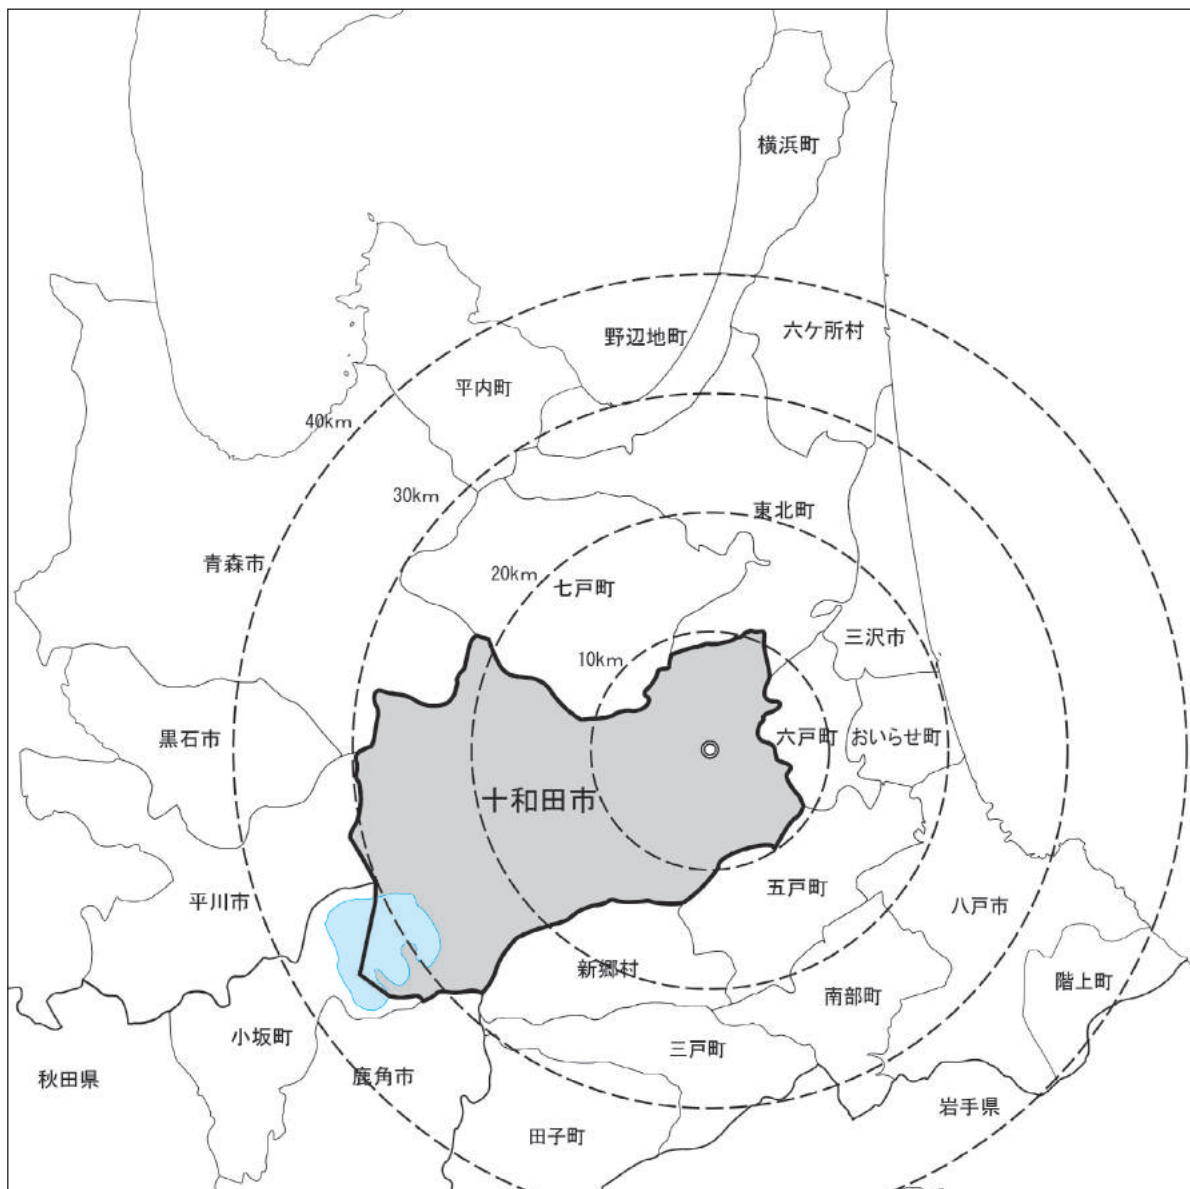 横浜町
六ケ所村
野辺地町
平内町
40km
30km
東北町
青森市
20km
七戸町
三沢市
10km
黒石市
六戸町
おいらせ町
十和田市
五戸町
平川市
八戸市
新郷村
階上町
南部町
小坂町
三戸町
秋田県
鹿角市
岩手県
田子町